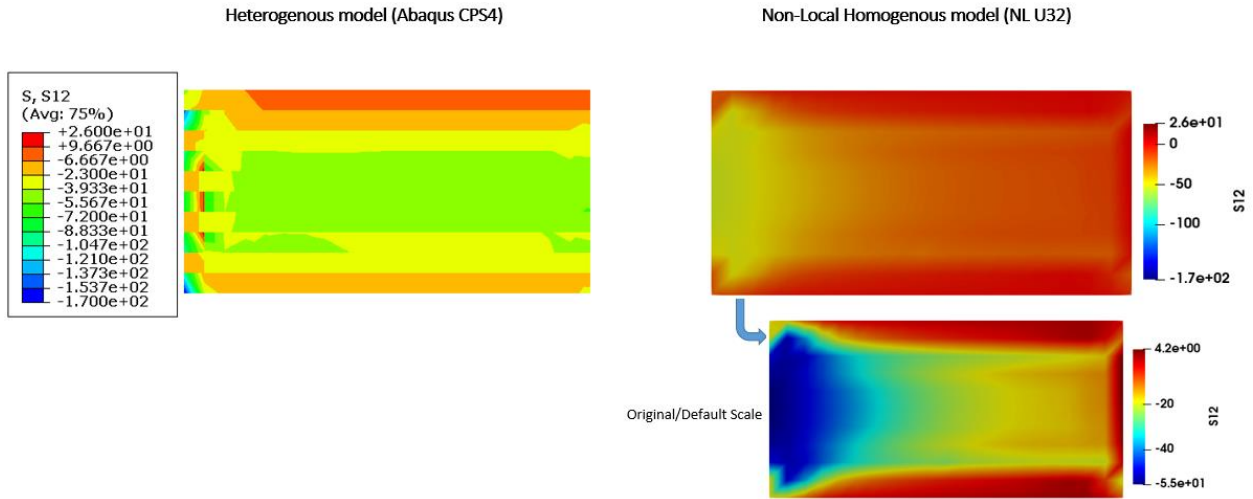 Heterogenous model (Abaqus CPS4)
Non-Local Homogenous model (NL U32)
S, S12
(Avg: 75%)
+2.600e+01
+9.667e+00
-6.667e+00
-2.300e+01
-3.933e+01
-5.567e+01
-7.200e+01
-8.833e+01
-1.047e+02
-1.210e+02
-1.373e+02
-1.537e+02
-1.700e+02
2.6e+01
0
-50
-100
-1.7e+02
S12
Original/Default Scale
4.2e+00
-20
-40
-5.5e+01
S12